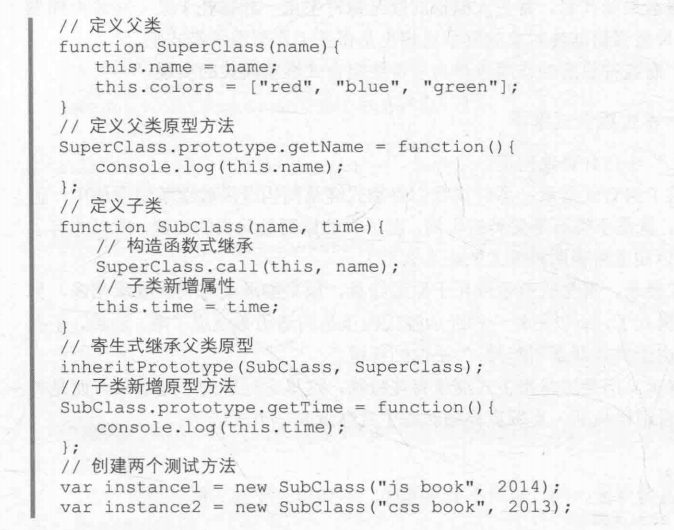 // 定义父类
function SuperClass(name){
this.name = name;
this.colors = ["red", "blue", "green"];
}
// 定义父类原型方法
SuperClass.prototype.getName = function(){
console.log(this.name);
};
// 定义子类
function SubClass(name, time){
// 构造函数式继承
SuperClass.call(this, name);
// 子类新增属性
this.time = time;
}
// 寄生式继承父类原型
inheritPrototype(SubClass, SuperClass);
// 子类新增原型方法
SubClass.prototype.getTime = function(){
console.log(this.time);
};
// 创建两个测试方法
var instance1 = new SubClass("js book", 2014);
var instance2 = new SubClass("css book", 2013);